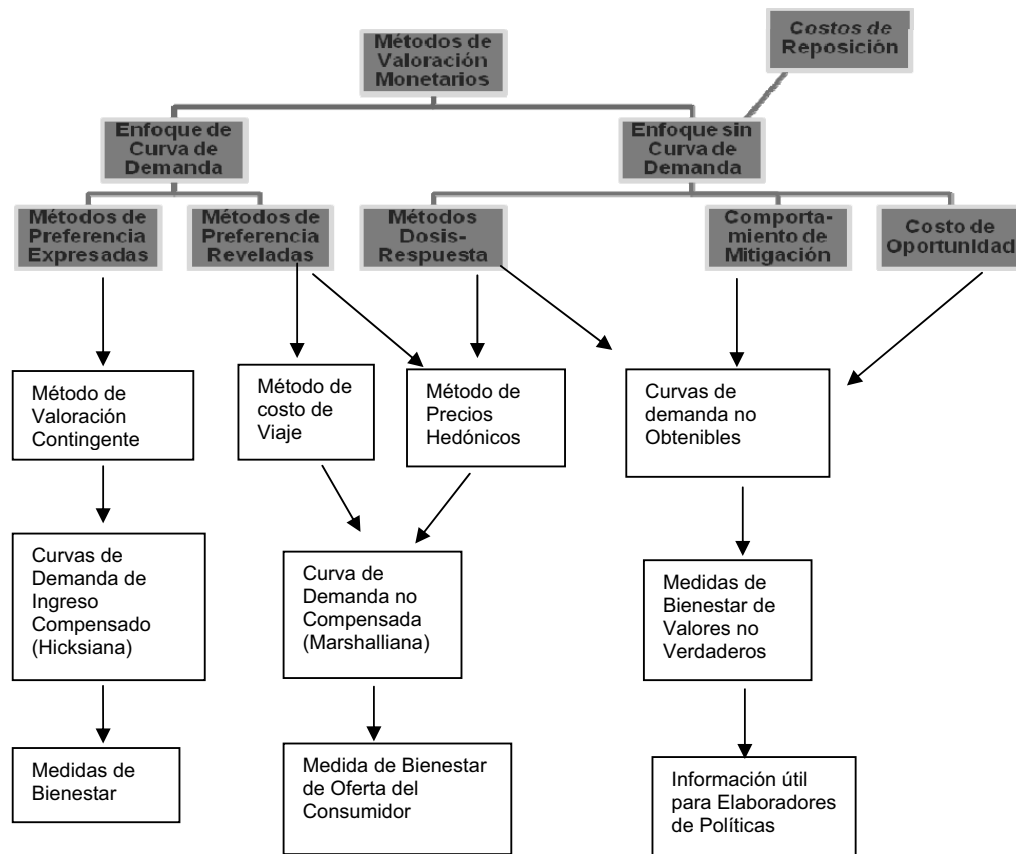 Métodos de
Valoración
Monetarios
Costos de
Reposición
Enfoque de
Curva de
Demanda
Enfoque sin
Curva de
Demanda
Métodos de
Preferencia
Expresadas
Métodos de
Preferencia
Reveladas
Métodos
Dosis-
Respuesta
Comporta-
miento de
Mitigación
Costo de
Oportunidad
Método de
Valoración
Contingente
Método de
costo de
Viaje
Método de
Precios
Hedónicos
Curvas de
demanda no
Obtenibles
Curvas de
Demanda de
Ingreso
Compensado
(Hicksiana)
Curva de
Demanda no
Compensada
(Marshalliana)
Medidas de
Bienestar de
Valores no
Verdaderos
Medidas de
Bienestar
Medida de Bienestar
de Oferta del
Consumidor
Información útil
para Elaboradores
de Políticas